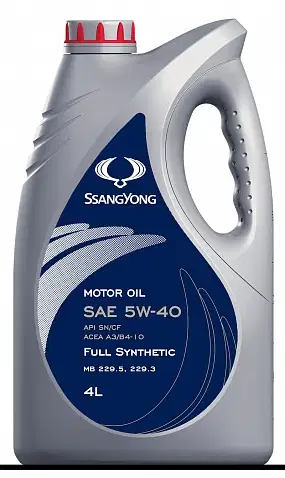 SSANGYONG
MOTOR OIL
SAE 5W-40
API SN/CF
ACEA A3/B4-10
FULL SYNTHETIC
MB 229.5, 229.3
4L